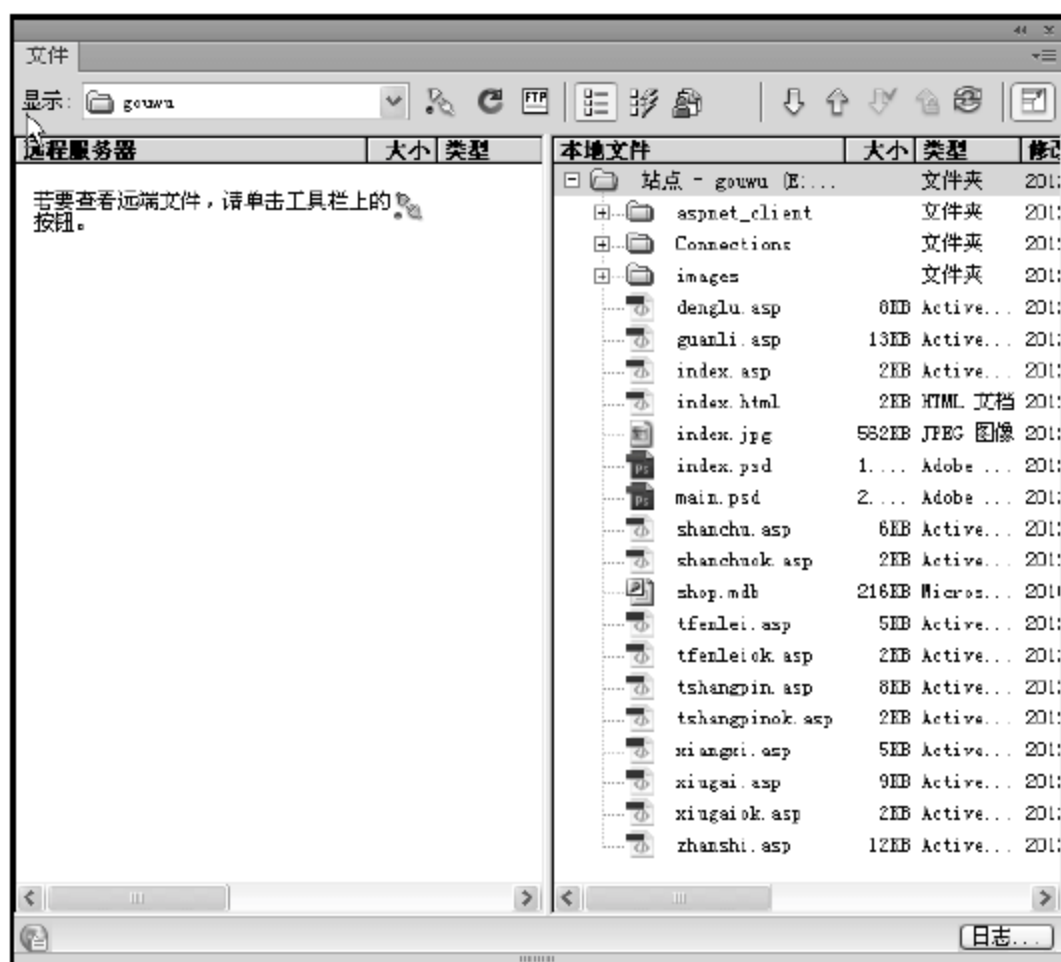 文件
显示: gouwu
FTP
远程服务器 大小 类型
若要查看远端文件，请单击工具栏上的
按钮。
本地文件 大小 类型
站点 - gouwu (E:... 文件夹
aspnet_client 文件夹
Connections 文件夹
images 文件夹
denglu.asp 8KB Active...
guanli.asp 13KB Active...
index.asp 2KB Active...
index.html 2KB HTML 文档
index.jpg JPEG 图像
index.psd 1.... Adobe ...
main.psd 2.... Adobe ...
shanchu.asp 6KB Active...
shanchuok.asp 2KB Active...
shop.mdb 216KB Micros...
tfenlei.asp 5KB Active...
tfenleiok.asp 2KB Active...
tshangpin.asp 8KB Active...
tshangpinok.asp 2KB Active...
xiangxi.asp 5KB Active...
xiugai.asp 9KB Active...
xiugaiok.asp 2KB Active...
zhanshi.asp 12KB Active...
日志...